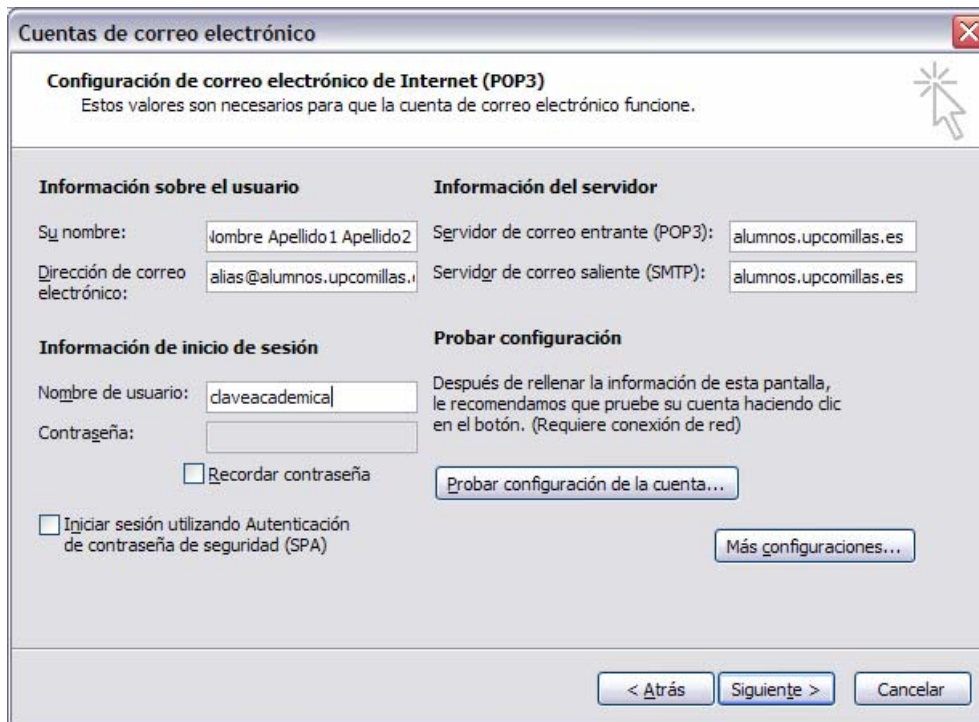 Cuentas de correo electrónico
Configuración de correo electrónico de Internet (POP3)
Estos valores son necesarios para que la cuenta de correo electrónico funcione.
Información sobre el usuario
Su nombre:
Nombre Apellido1 Apellido2
Dirección de correo
electrónico:
alias@alumnos.upcomillas.
Información de inicio de sesión
Nombre de usuario:
claveacademica
Contraseña:
Recordar contraseña
Iniciar sesión utilizando Autenticación
de contraseña de seguridad (SPA)
Información del servidor
Servidor de correo entrante (POP3):
alumnos.upcomillas.es
Servidor de correo saliente (SMTP):
alumnos.upcomillas.es
Probar configuración
Después de rellenar la información de esta pantalla,
le recomendamos que pruebe su cuenta haciendo clic
en el botón. (Requiere conexión de red)
Probar configuración de la cuenta...
Más configuraciones...
< Atrás
Siguiente >
Cancelar